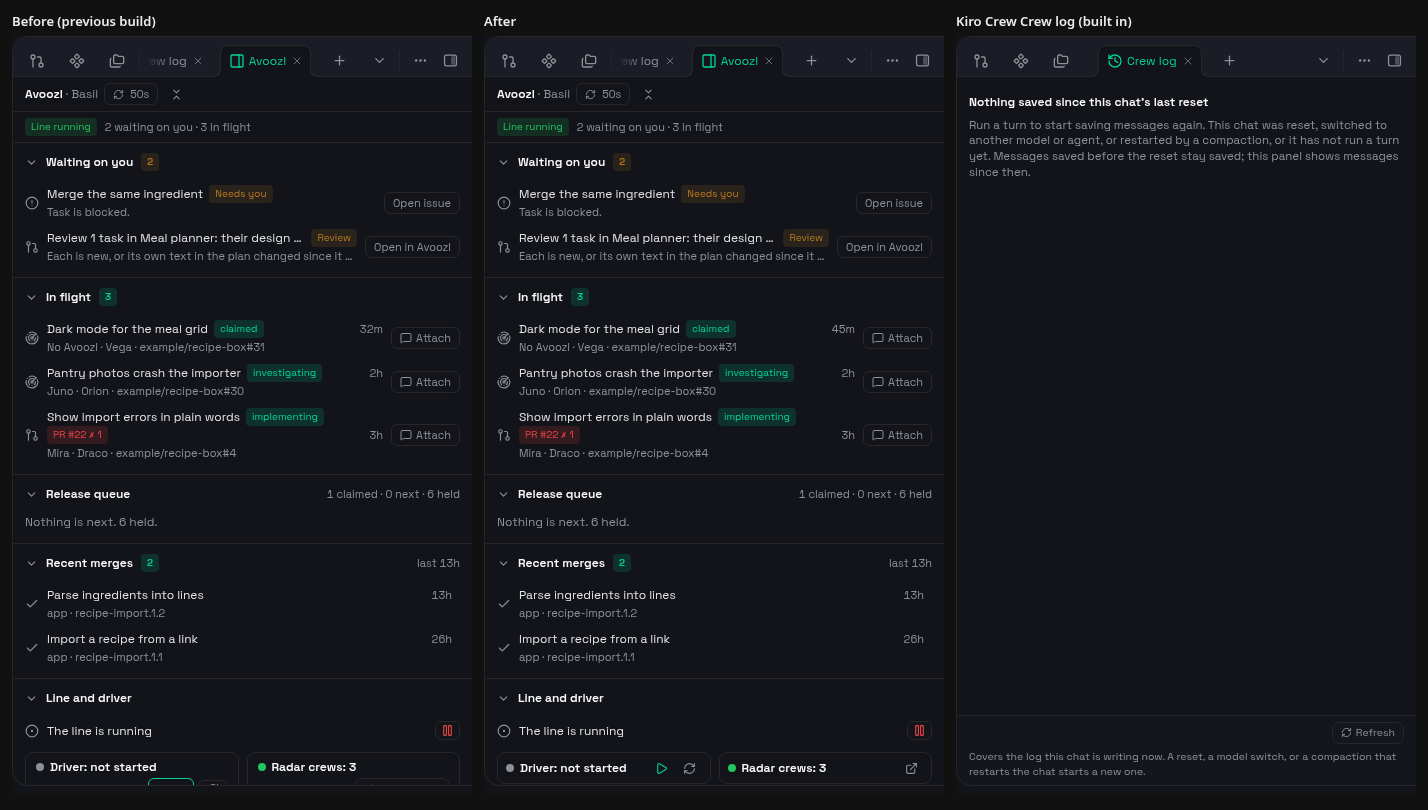 Before (previous build)
ew log
Avoozl
Avoozl · Basil
50s
Line running
2 waiting on you · 3 in flight
Waiting on you
2
Merge the same ingredient
Needs you
Task is blocked.
Open issue
Review 1 task in Meal planner: their design ...
Review
Each is new, or its own text in the plan changed since it ...
Open in Avoozl
In flight
3
Dark mode for the meal grid
claimed
32m
No Avoozl · Vega · example/recipe-box#31
Attach
Pantry photos crash the importer
investigating
2h
Juno · Orion · example/recipe-box#30
Attach
Show import errors in plain words
implementing
PR #22 ✗ 1
3h
Mira · Draco · example/recipe-box#4
Attach
Release queue
1 claimed · 0 next · 6 held
Nothing is next. 6 held.
Recent merges
2
last 13h
Parse ingredients into lines
13h
app · recipe-import.1.2
Import a recipe from a link
26h
app · recipe-import.1.1
Line and driver
The line is running
Driver: not started
Radar crews: 3
After
ew log
Avoozl
Avoozl · Basil
50s
Line running
2 waiting on you · 3 in flight
Waiting on you
2
Merge the same ingredient
Needs you
Task is blocked.
Open issue
Review 1 task in Meal planner: their design ...
Review
Each is new, or its own text in the plan changed since it ...
Open in Avoozl
In flight
3
Dark mode for the meal grid
claimed
45m
No Avoozl · Vega · example/recipe-box#31
Attach
Pantry photos crash the importer
investigating
2h
Juno · Orion · example/recipe-box#30
Attach
Show import errors in plain words
implementing
PR #22 ✗ 1
3h
Mira · Draco · example/recipe-box#4
Attach
Release queue
1 claimed · 0 next · 6 held
Nothing is next. 6 held.
Recent merges
2
last 13h
Parse ingredients into lines
13h
app · recipe-import.1.2
Import a recipe from a link
26h
app · recipe-import.1.1
Line and driver
The line is running
Driver: not started
Radar crews: 3
Kiro Crew Crew log (built in)
Crew log
Nothing saved since this chat's last reset
Run a turn to start saving messages again. This chat was reset, switched to
another model or agent, or restarted by a compaction, or it has not run a turn
yet. Messages saved before the reset stay saved; this panel shows messages
since then.
Refresh
Covers the log this chat is writing now. A reset, a model switch, or a compaction that
restarts the chat starts a new one.